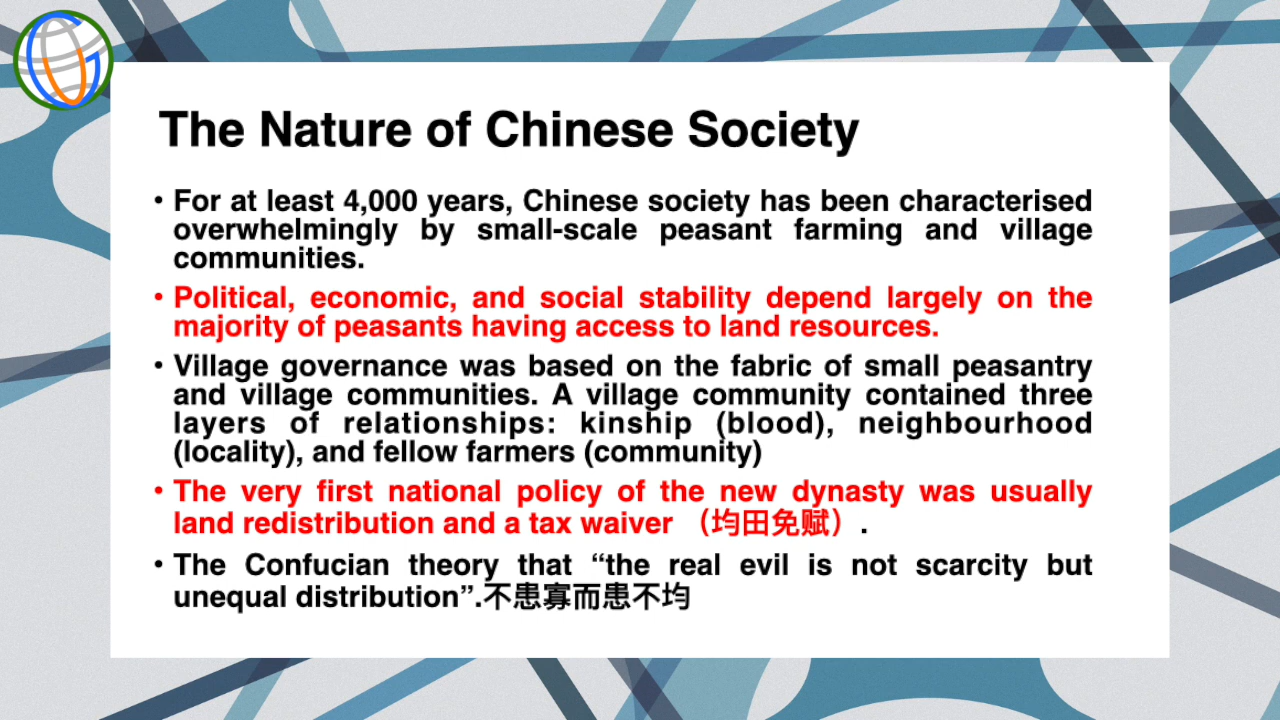 The Nature of Chinese Society
• For at least 4,000 years, Chinese society has been characterised
overwhelmingly by small-scale peasant farming and village
communities.
• Political, economic, and social stability depend largely on the
majority of peasants having access to land resources.
• Village governance was based on the fabric of small peasantry
and village communities. A village community contained three
layers of relationships: kinship (blood), neighbourhood
(locality), and fellow farmers (community)
• The very first national policy of the new dynasty was usually
land redistribution and a tax waiver （均田免赋）.
• The Confucian theory that “the real evil is not scarcity but
unequal distribution”.不患寡而患不均